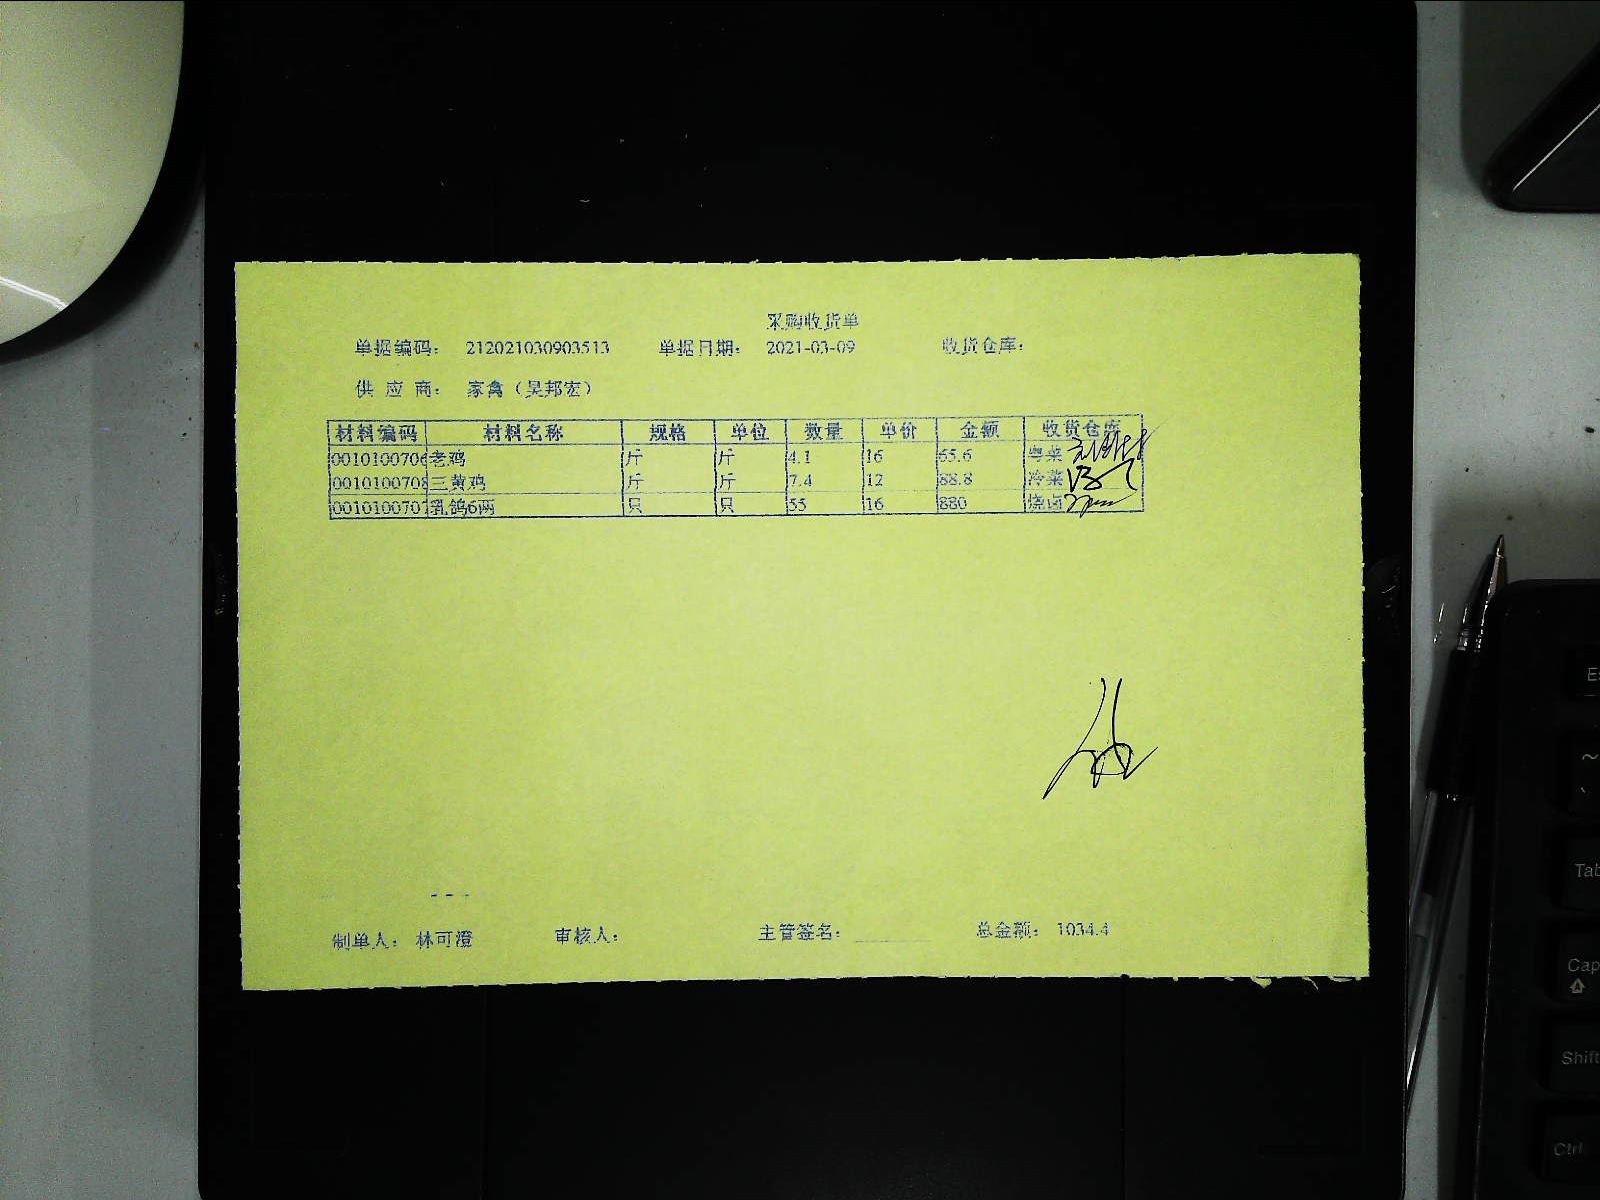 采购收货单
单据编码： 212021030903513 单据日期： 2021-03-09 收货仓库：
供应商： 家禽（吴邦宏）
材料编码 材料名称 规格 单位 数量 单价 金额 收货仓库
0010100706 老鸡 斤 斤 4.1 16 65.6 粤菜
0010100708 三黄鸡 斤 斤 7.4 12 88.8 冷菜
0010100707 乳鸽6两 只 只 55 16 880 烧卤
---
制单人： 林可澄 审核人： 主管签名： 总金额： 1034.4
Tab
Shift
Ctrl